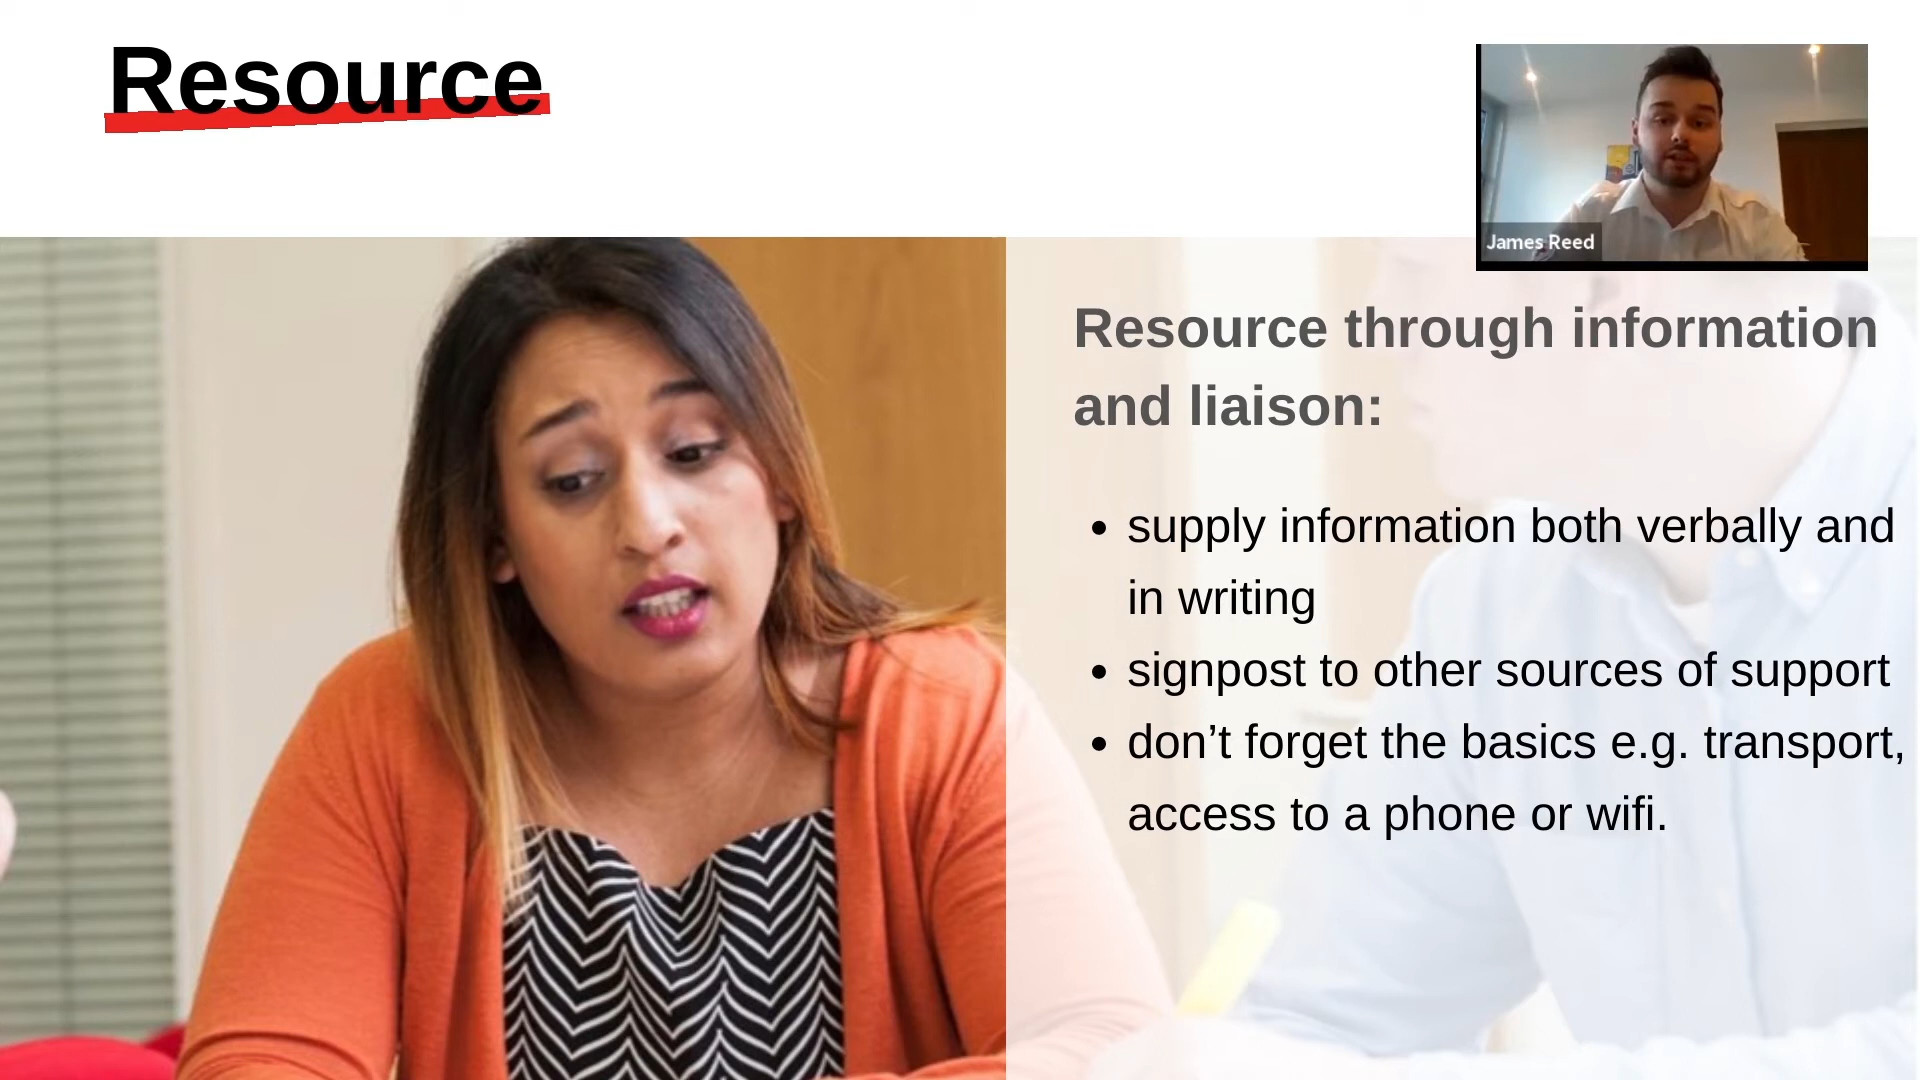 Resource
James Reed
Resource through information
and liaison:
• supply information both verbally and
in writing
• signpost to other sources of support
• don’t forget the basics e.g. transport,
access to a phone or wifi.